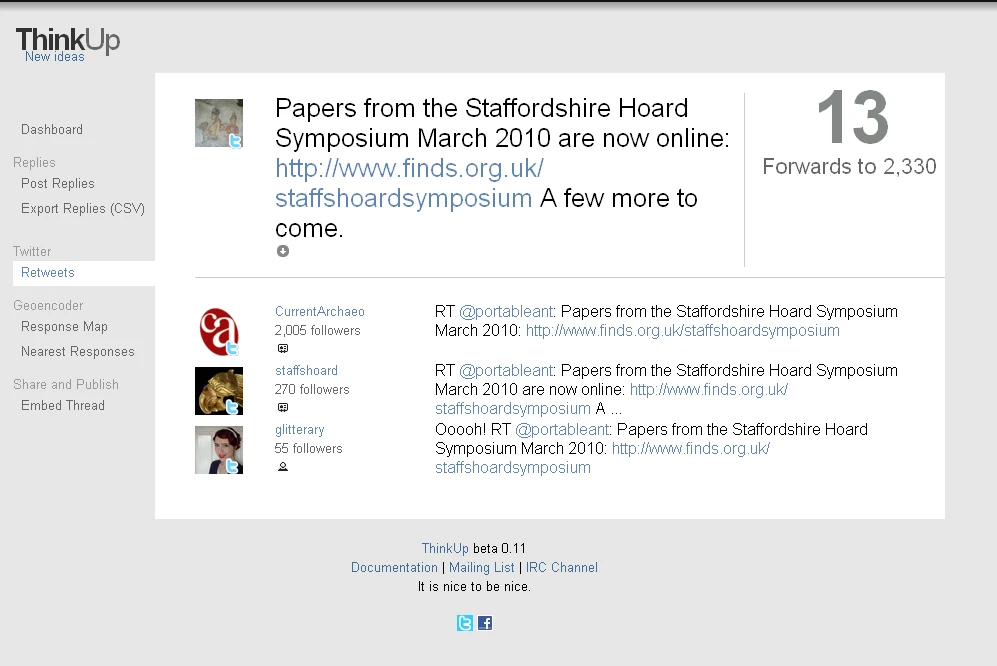 ThinkUp
New ideas
Dashboard
Replies
Post Replies
Export Replies (CSV)
Twitter
Retweets
Geoencoder
Response Map
Nearest Responses
Share and Publish
Embed Thread
Papers from the Staffordshire Hoard
Symposium March 2010 are now online:
http://www.finds.org.uk/
staffshoardsymposium A few more to
come.
13
Forwards to 2,330
ca
CurrentArchaeo
2,005 followers
RT @portableant: Papers from the Staffordshire Hoard Symposium
March 2010: http://www.finds.org.uk/staffshoardsymposium
staffshoard
270 followers
RT @portableant: Papers from the Staffordshire Hoard Symposium
March 2010 are now online: http://www.finds.org.uk/
staffshoardsymposium A ...
glitterary
55 followers
Ooooh! RT @portableant: Papers from the Staffordshire Hoard
Symposium March 2010: http://www.finds.org.uk/
staffshoardsymposium
ThinkUp beta 0.11
Documentation | Mailing List | IRC Channel
It is nice to be nice.